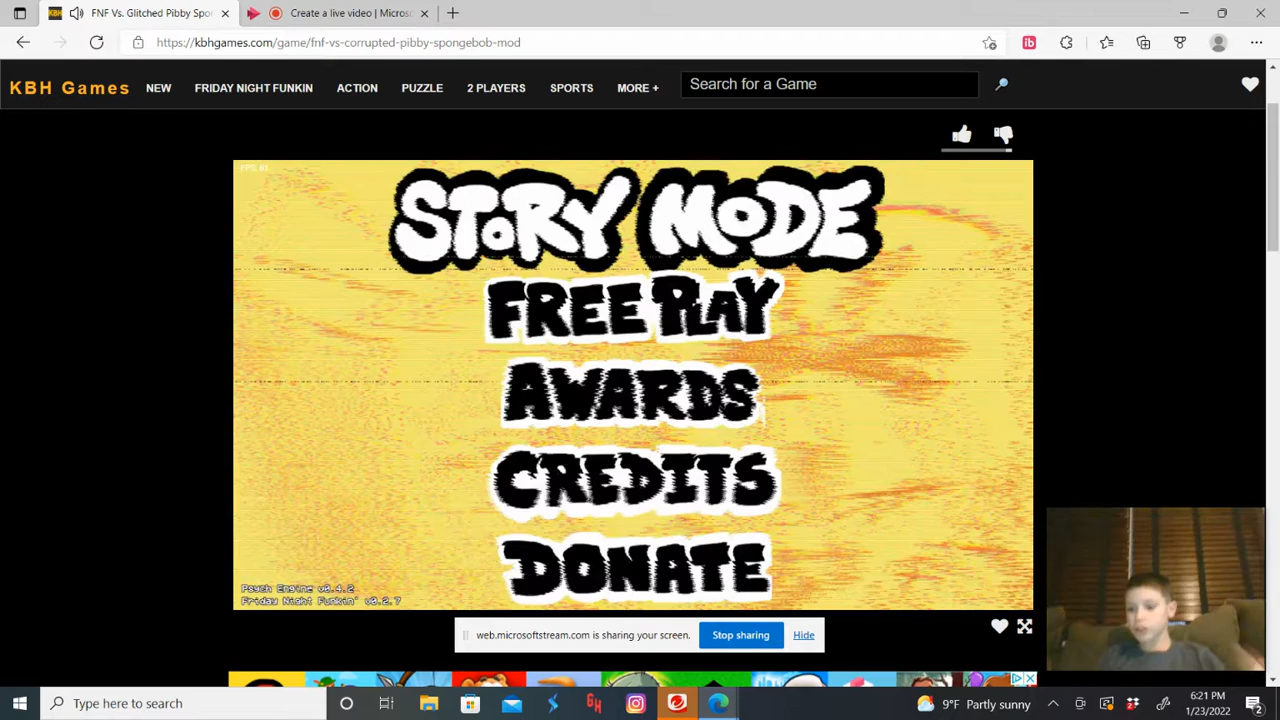 FNF Vs. Glitched Pibby Spo
Create a live video | Micros
https://kbhgames.com/game/fnf-vs-corrupted-pibby-spongebob-mod
KBH Games
NEW
FRIDAY NIGHT FUNKIN
ACTION
PUZZLE
2 PLAYERS
SPORTS
MORE +
Search for a Game
STORY MODE
FREEPLAY
AWARDS
CREDITS
DONATE
Psych Engine v0.4.2
Friday Night Funkin' v0.2.7
web.microsoftstream.com is sharing your screen.
Stop sharing
Hide
Type here to search
9°F Partly sunny
6:21 PM
1/23/2022
2